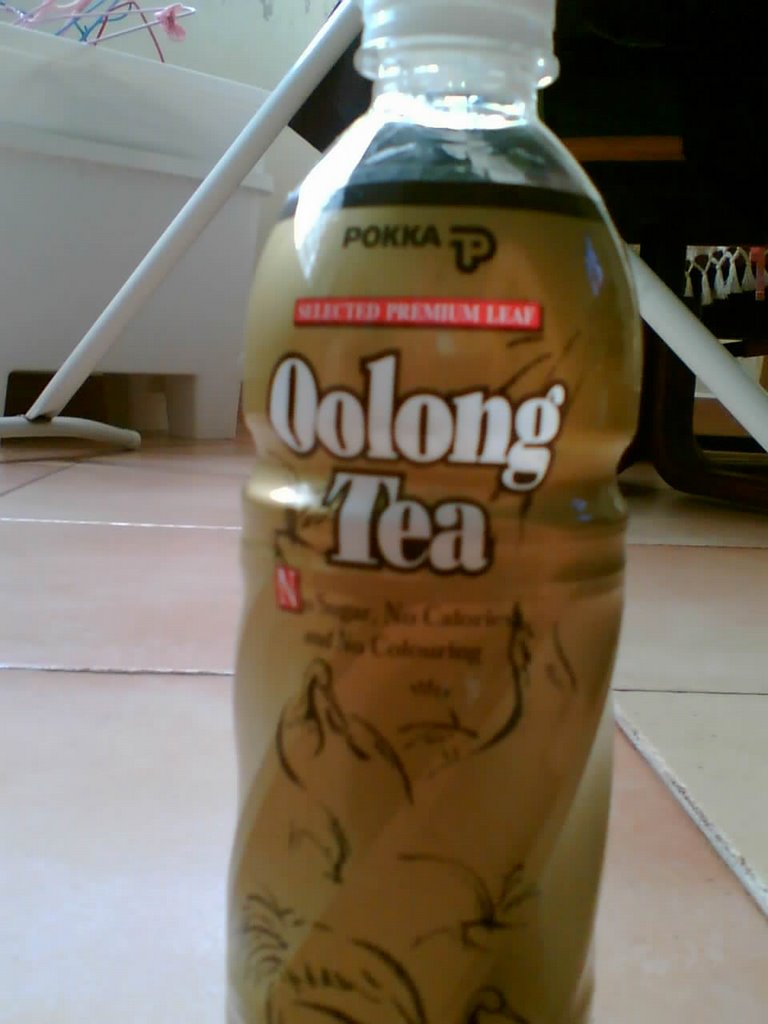 POKKA P
SELECTED PREMIUM LEAF
Oolong
Tea
No Sugar, No Calories
and No Colouring